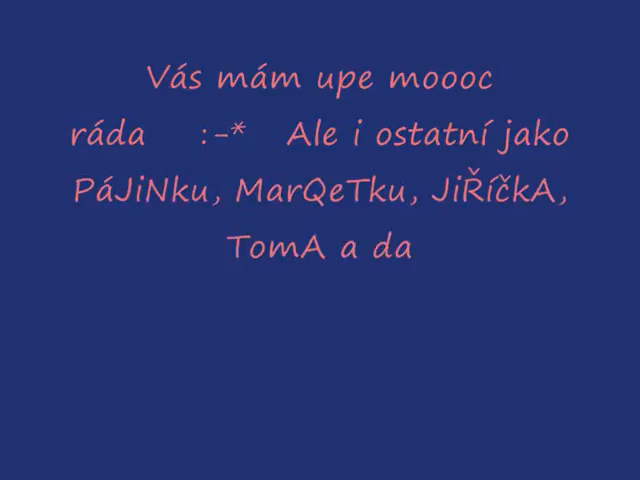 Vás mám upe moooc
ráda :-* Ale i ostatní jako
PáJiNku, MarQeTku, JiŘíčkA,
TomA a da